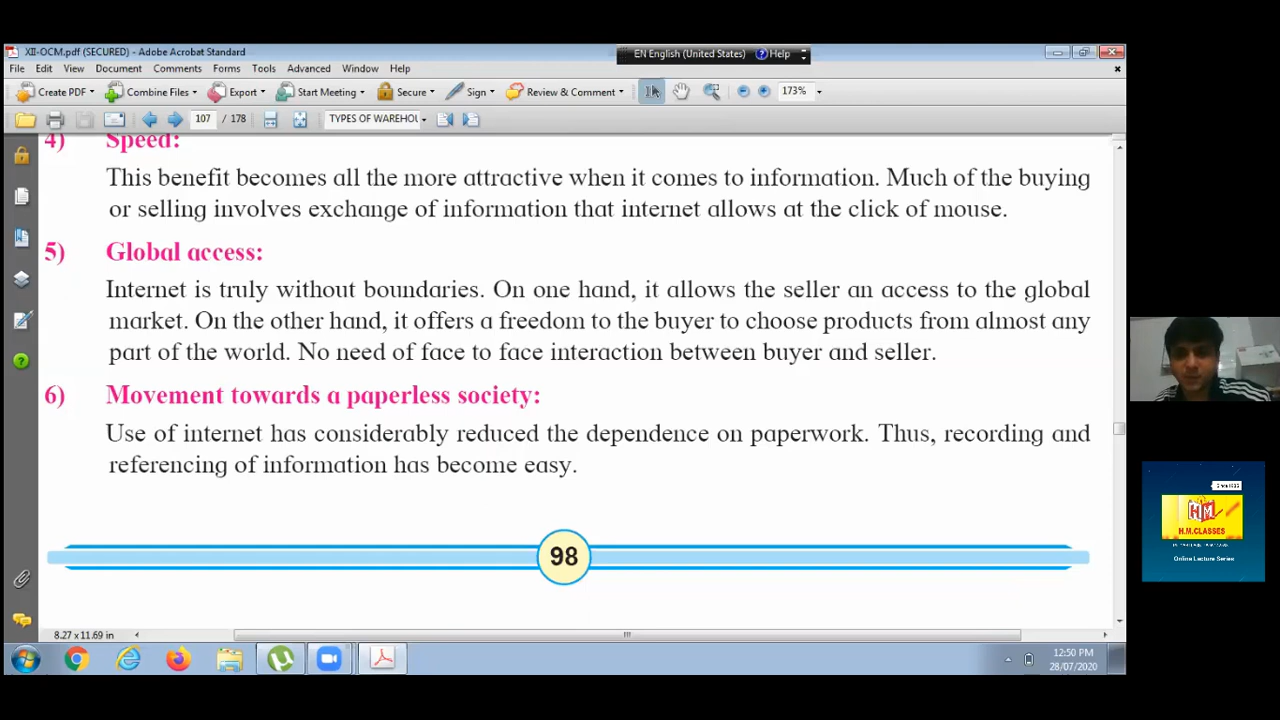 XII-OCM.pdf (SECURED) - Adobe Acrobat Standard
EN English (United States) ? Help
File Edit View Document Comments Forms Tools Advanced Window Help
Create PDF Combine Files Export Start Meeting Secure Sign Review & Comment 173%
107 / 178 TYPES OF WAREHOU
4) Speed:
This benefit becomes all the more attractive when it comes to information. Much of the buying
or selling involves exchange of information that internet allows at the click of mouse.
5) Global access:
Internet is truly without boundaries. On one hand, it allows the seller an access to the global
market. On the other hand, it offers a freedom to the buyer to choose products from almost any
part of the world. No need of face to face interaction between buyer and seller.
6) Movement towards a paperless society:
Use of internet has considerably reduced the dependence on paperwork. Thus, recording and
referencing of information has become easy.
98
8.27 x 11.69 in
12:50 PM
28/07/2020
HM
H.M.CLASSES
Online Lecture Series